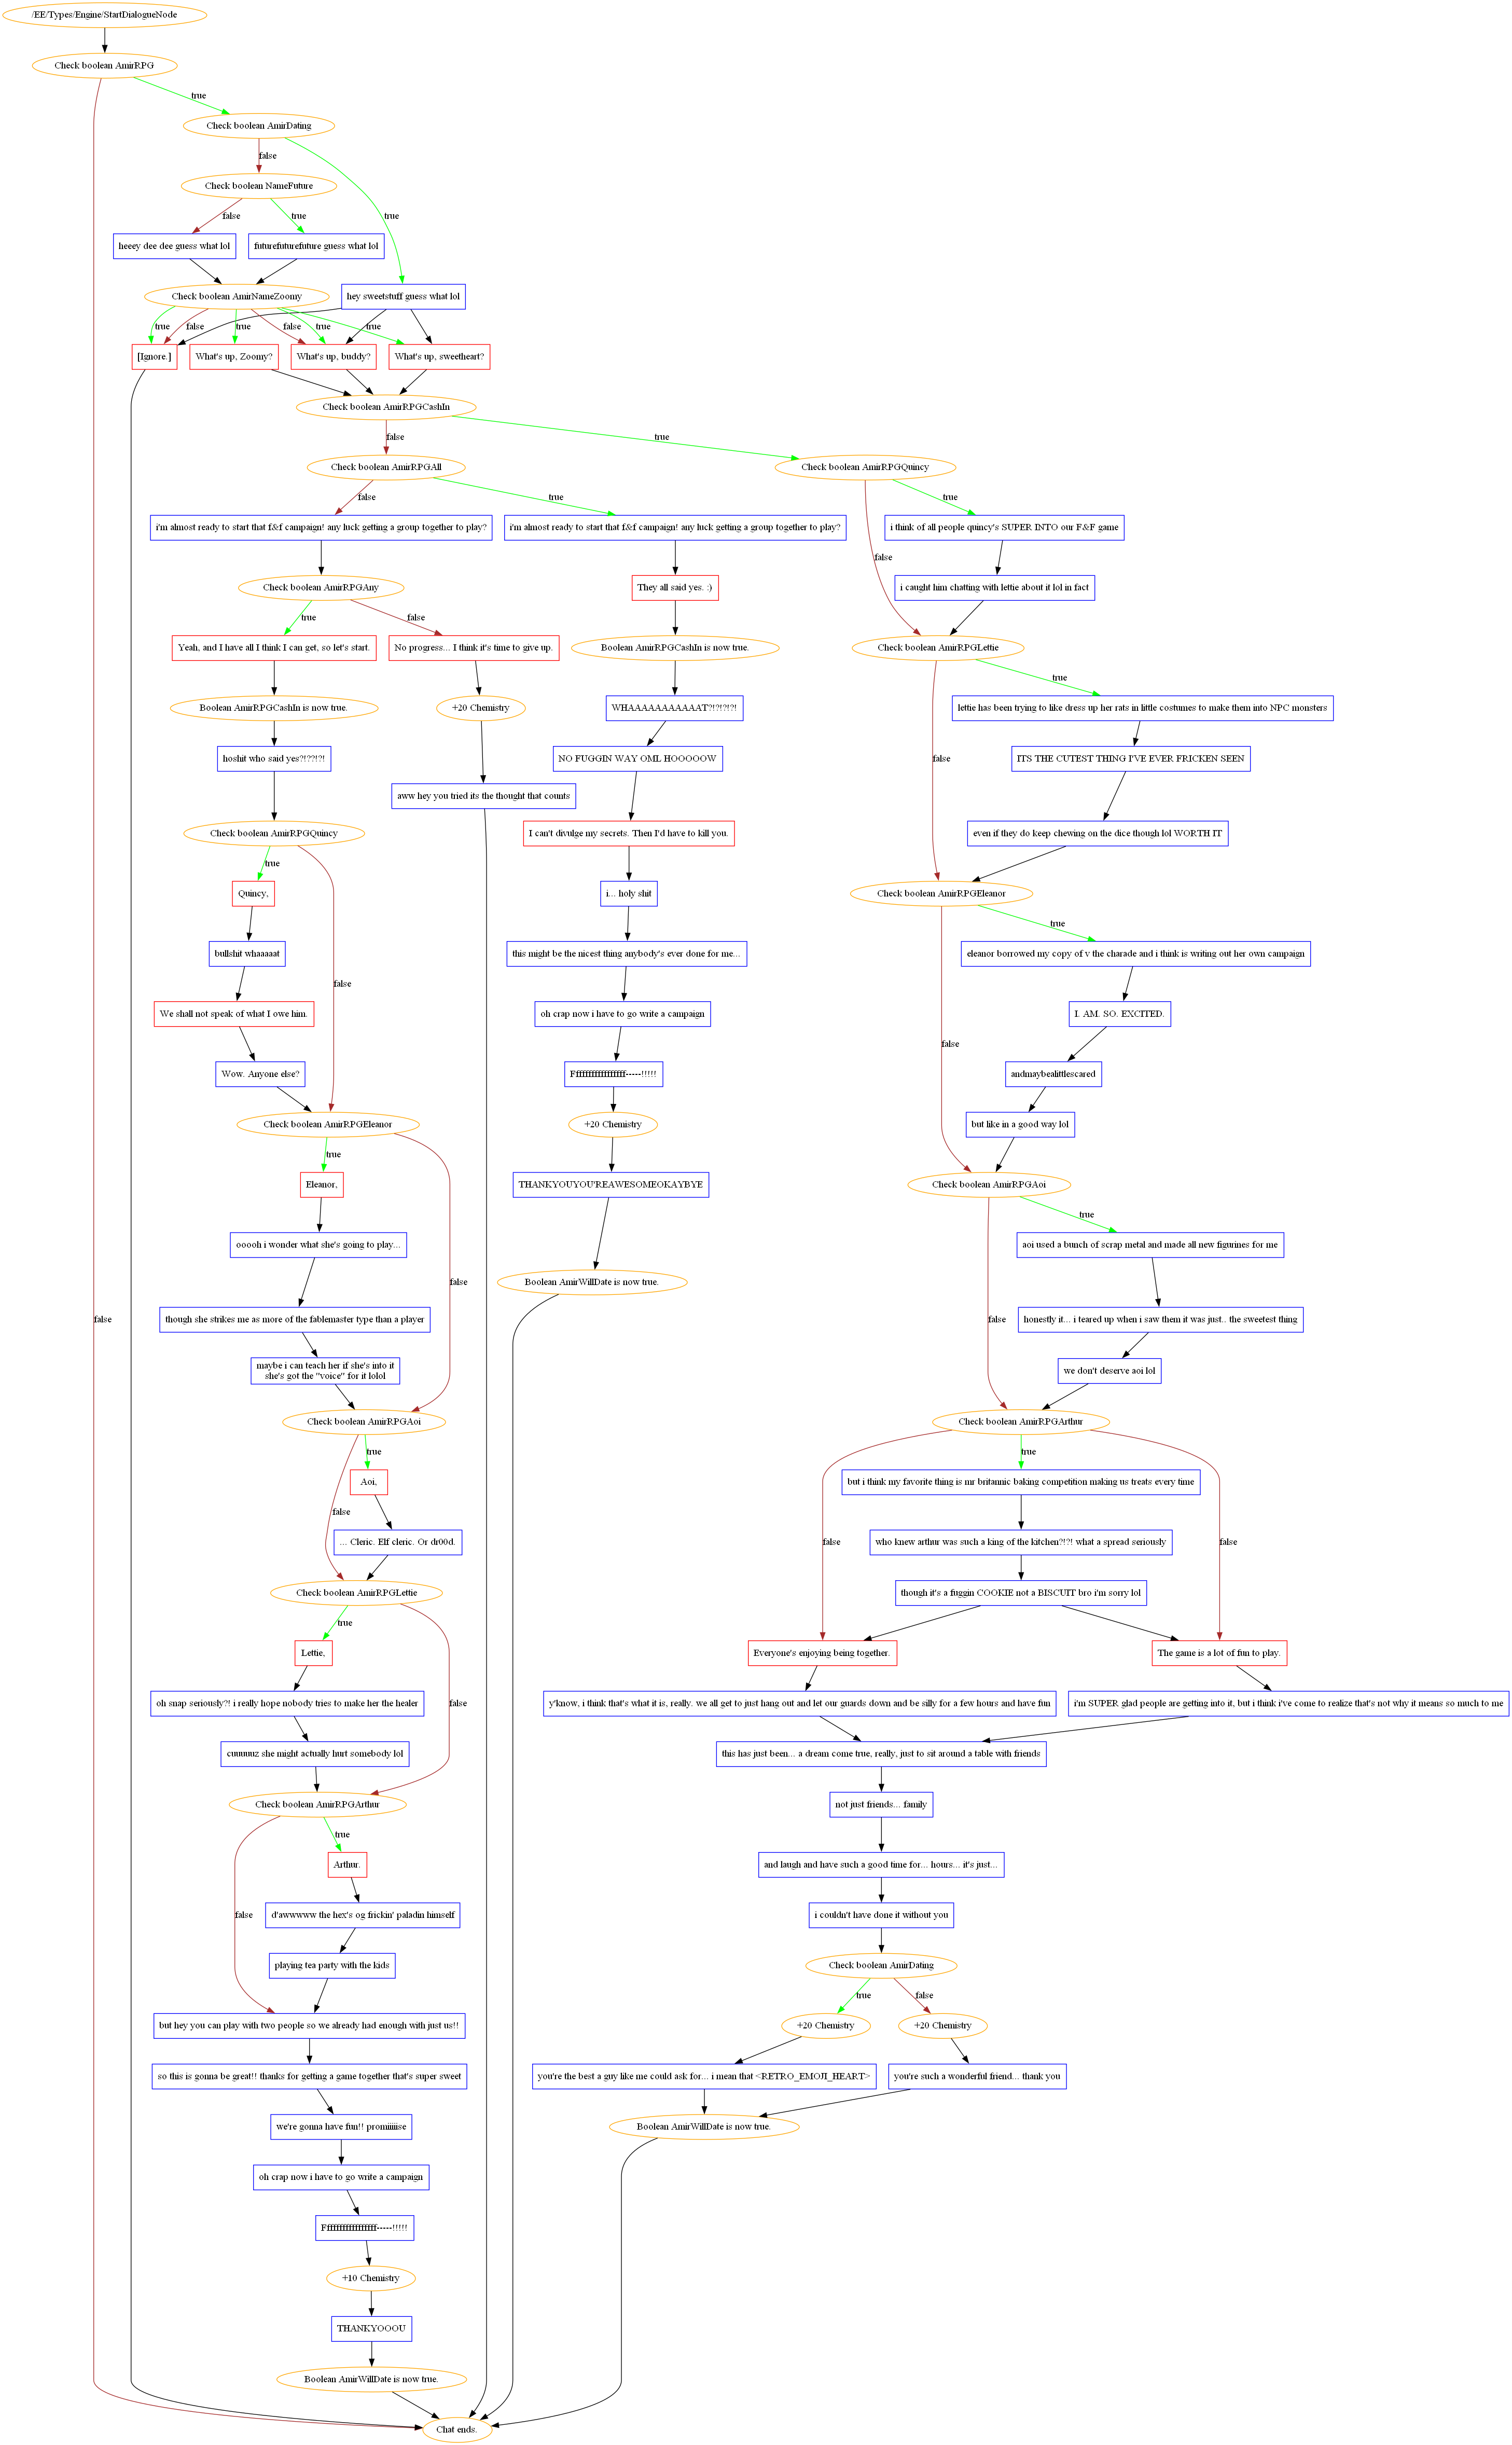 /EE/Types/Engine/StartDialogueNode
Check boolean AmirRPG
true
Check boolean AmirDating
false
Check boolean NameFuture
false
true
true
heeey dee dee guess what lol
futurefuturefuture guess what lol
Check boolean AmirNameZoomy
hey sweetstuff guess what lol
true
false
true
false
true
true
[Ignore.]
What's up, Zoomy?
What's up, buddy?
What's up, sweetheart?
Check boolean AmirRPGCashIn
false
true
Check boolean AmirRPGAll
Check boolean AmirRPGQuincy
false
true
true
i'm almost ready to start that f&f campaign! any luck getting a group together to play?
i'm almost ready to start that f&f campaign! any luck getting a group together to play?
i think of all people quincy's SUPER INTO our F&F game
false
Check boolean AmirRPGAny
They all said yes. :)
i caught him chatting with lettie about it lol in fact
true
false
Yeah, and I have all I think I can get, so let's start.
No progress... I think it's time to give up.
Boolean AmirRPGCashIn is now true.
Check boolean AmirRPGLettie
true
Boolean AmirRPGCashIn is now true.
+20 Chemistry
WHAAAAAAAAAAAT?!?!?!?!
lettie has been trying to like dress up her rats in little costumes to make them into NPC monsters
hoshit who said yes?!??!?!
NO FUGGIN WAY OML HOOOOOW
false
ITS THE CUTEST THING I'VE EVER FRICKEN SEEN
aww hey you tried its the thought that counts
Check boolean AmirRPGQuincy
I can't divulge my secrets. Then I'd have to kill you.
even if they do keep chewing on the dice though lol WORTH IT
true
Quincy,
i... holy shit
Check boolean AmirRPGEleanor
true
bullshit whaaaaat
this might be the nicest thing anybody's ever done for me...
eleanor borrowed my copy of v the charade and i think is writing out her own campaign
false
We shall not speak of what I owe him.
oh crap now i have to go write a campaign
I. AM. SO. EXCITED.
false
Wow. Anyone else?
Fffffffffffffffff-----!!!!!
andmaybealittlescared
Check boolean AmirRPGEleanor
+20 Chemistry
but like in a good way lol
true
Eleanor,
THANKYOUYOU'REAWESOMEOKAYBYE
Check boolean AmirRPGAoi
true
ooooh i wonder what she's going to play...
aoi used a bunch of scrap metal and made all new figurines for me
false
Boolean AmirWillDate is now true.
though she strikes me as more of the fablemaster type than a player
false
honestly it... i teared up when i saw them it was just.. the sweetest thing
false
maybe i can teach her if she's into it
she's got the "voice" for it lolol
we don't deserve aoi lol
Check boolean AmirRPGAoi
Check boolean AmirRPGArthur
true
true
Aoi,
but i think my favorite thing is mr britannic baking competition making us treats every time
false
... Cleric. Elf cleric. Or dr00d.
false
who knew arthur was such a king of the kitchen?!?! what a spread seriously
false
Check boolean AmirRPGLettie
though it's a fuggin COOKIE not a BISCUIT bro i'm sorry lol
true
Lettie,
Everyone's enjoying being together.
The game is a lot of fun to play.
oh snap seriously?! i really hope nobody tries to make her the healer
false
y'know, i think that's what it is, really. we all get to just hang out and let our guards down and be silly for a few hours and have fun
i'm SUPER glad people are getting into it, but i think i've come to realize that's not why it means so much to me
cuuuuuz she might actually hurt somebody lol
this has just been... a dream come true, really, just to sit around a table with friends
Check boolean AmirRPGArthur
not just friends... family
true
Arthur.
and laugh and have such a good time for... hours... it's just...
false
d'awwwww the hex's og frickin' paladin himself
i couldn't have done it without you
playing tea party with the kids
Check boolean AmirDating
true
false
but hey you can play with two people so we already had enough with just us!!
+20 Chemistry
+20 Chemistry
so this is gonna be great!! thanks for getting a game together that's super sweet
you're the best a guy like me could ask for... i mean that <RETRO_EMOJI_HEART>
you're such a wonderful friend... thank you
we're gonna have fun!! promiiiiise
Boolean AmirWillDate is now true.
oh crap now i have to go write a campaign
Fffffffffffffffff-----!!!!!
+10 Chemistry
THANKYOOOU
Boolean AmirWillDate is now true.
Chat ends.